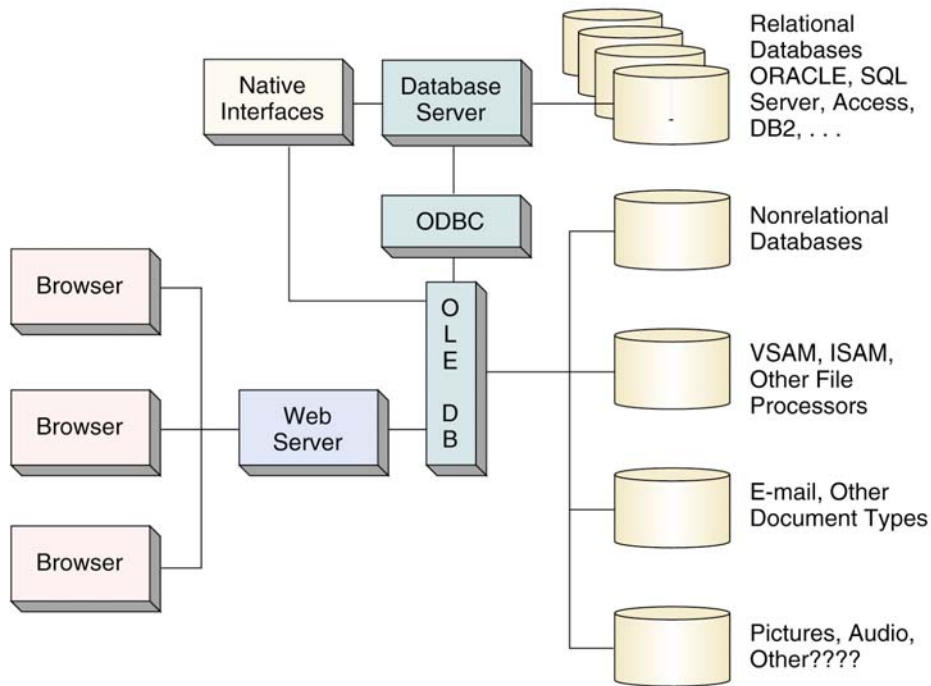 Relational
Databases
ORACLE, SQL
Server, Access,
DB2, . . .
Native
Interfaces
Database
Server
-
ODBC
Nonrelational
Databases
Browser
O
L
E
D
B
VSAM, ISAM,
Other File
Processors
Browser
Web
Server
E-mail, Other
Document Types
Browser
Pictures, Audio,
Other????